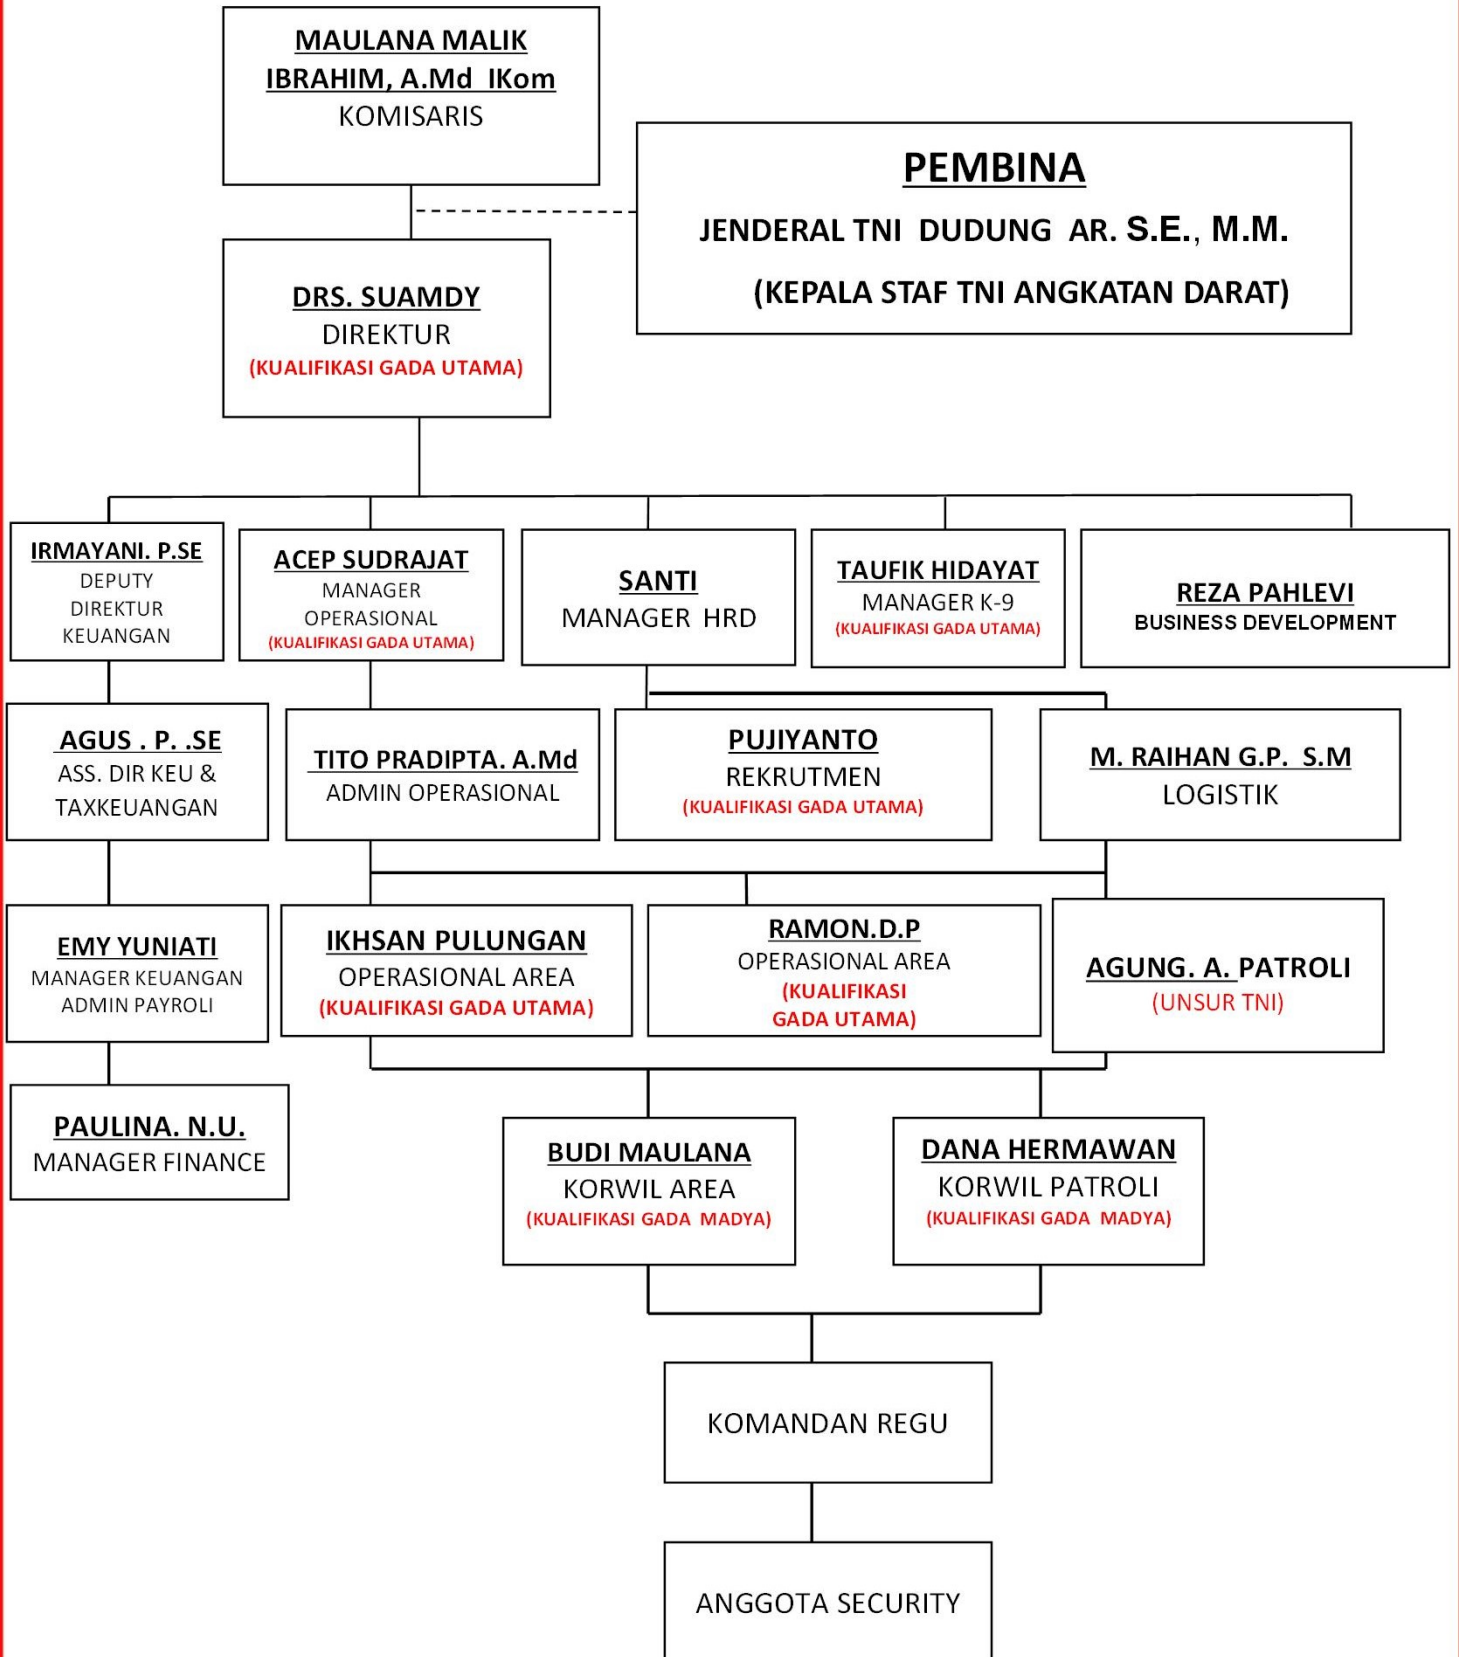 MAULANA MALIK
IBRAHIM, A.Md IKom
KOMISARIS
PEMBINA
JENDERAL TNI DUDUNG AR. S.E., M.M.
(KEPALA STAF TNI ANGKATAN DARAT)
DRS. SUAMDY
DIREKTUR
(KUALIFIKASI GADA UTAMA)
IRMAYANI. P.SE
DEPUTY
DIREKTUR
KEUANGAN
ACEP SUDRAJAT
MANAGER
OPERASIONAL
(KUALIFIKASI GADA UTAMA)
SANTI
MANAGER HRD
TAUFIK HIDAYAT
MANAGER K-9
(KUALIFIKASI GADA UTAMA)
REZA PAHLEVI
BUSINESS DEVELOPMENT
AGUS . P. .SE
ASS. DIR KEU &
TAXKEUANGAN
TITO PRADIPTA. A.Md
ADMIN OPERASIONAL
PUJIYANTO
REKRUTMEN
(KUALIFIKASI GADA UTAMA)
M. RAIHAN G.P. S.M
LOGISTIK
EMY YUNIATI
MANAGER KEUANGAN
ADMIN PAYROLI
IKHSAN PULUNGAN
OPERASIONAL AREA
(KUALIFIKASI GADA UTAMA)
RAMON.D.P
OPERASIONAL AREA
(KUALIFIKASI
GADA UTAMA)
AGUNG. A. PATROLI
(UNSUR TNI)
PAULINA. N.U.
MANAGER FINANCE
BUDI MAULANA
KORWIL AREA
(KUALIFIKASI GADA MADYA)
DANA HERMAWAN
KORWIL PATROLI
(KUALIFIKASI GADA MADYA)
KOMANDAN REGU
ANGGOTA SECURITY